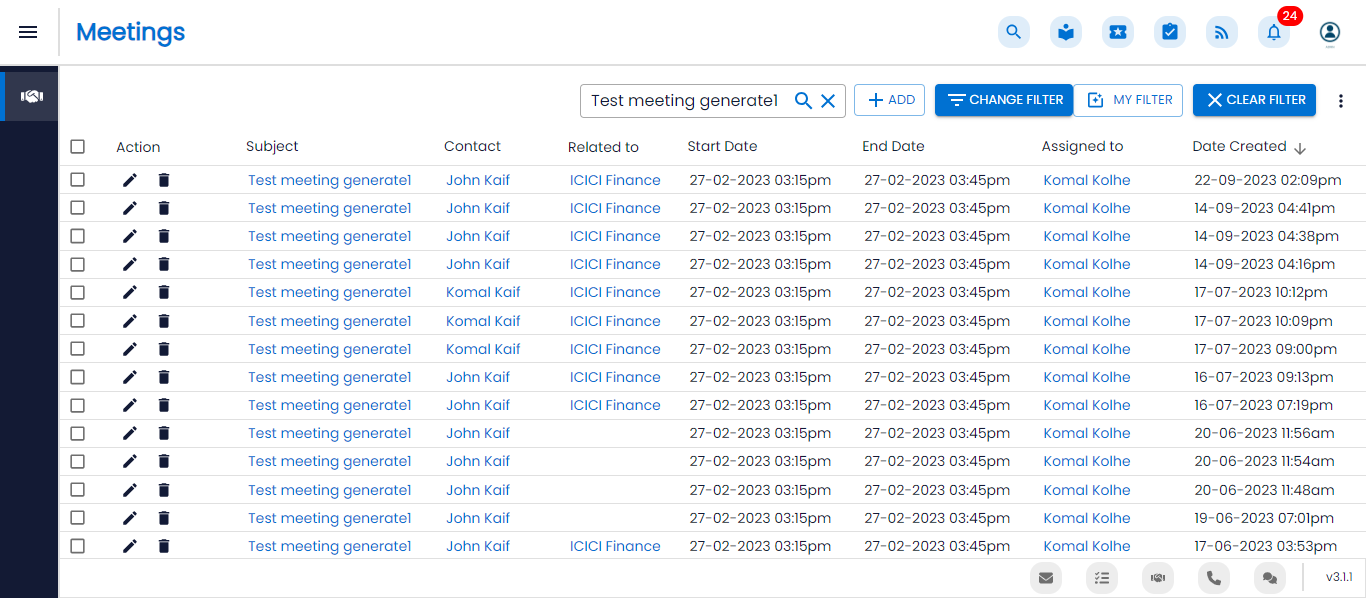 Meetings
24
Test meeting generate1 ADD CHANGE FILTER MY FILTER CLEAR FILTER
Action Subject Contact Related to Start Date End Date Assigned to Date Created
Test meeting generate1 John Kaif ICICI Finance 27-02-2023 03:15pm 27-02-2023 03:45pm Komal Kolhe 22-09-2023 02:09pm
Test meeting generate1 John Kaif ICICI Finance 27-02-2023 03:15pm 27-02-2023 03:45pm Komal Kolhe 14-09-2023 04:41pm
Test meeting generate1 John Kaif ICICI Finance 27-02-2023 03:15pm 27-02-2023 03:45pm Komal Kolhe 14-09-2023 04:38pm
Test meeting generate1 John Kaif ICICI Finance 27-02-2023 03:15pm 27-02-2023 03:45pm Komal Kolhe 14-09-2023 04:16pm
Test meeting generate1 Komal Kaif ICICI Finance 27-02-2023 03:15pm 27-02-2023 03:45pm Komal Kolhe 17-07-2023 10:12pm
Test meeting generate1 Komal Kaif ICICI Finance 27-02-2023 03:15pm 27-02-2023 03:45pm Komal Kolhe 17-07-2023 10:09pm
Test meeting generate1 Komal Kaif ICICI Finance 27-02-2023 03:15pm 27-02-2023 03:45pm Komal Kolhe 17-07-2023 09:00pm
Test meeting generate1 John Kaif ICICI Finance 27-02-2023 03:15pm 27-02-2023 03:45pm Komal Kolhe 16-07-2023 09:13pm
Test meeting generate1 John Kaif ICICI Finance 27-02-2023 03:15pm 27-02-2023 03:45pm Komal Kolhe 16-07-2023 07:19pm
Test meeting generate1 John Kaif 27-02-2023 03:15pm 27-02-2023 03:45pm Komal Kolhe 20-06-2023 11:56am
Test meeting generate1 John Kaif 27-02-2023 03:15pm 27-02-2023 03:45pm Komal Kolhe 20-06-2023 11:54am
Test meeting generate1 John Kaif 27-02-2023 03:15pm 27-02-2023 03:45pm Komal Kolhe 20-06-2023 11:48am
Test meeting generate1 John Kaif 27-02-2023 03:15pm 27-02-2023 03:45pm Komal Kolhe 19-06-2023 07:01pm
Test meeting generate1 John Kaif ICICI Finance 27-02-2023 03:15pm 27-02-2023 03:45pm Komal Kolhe 17-06-2023 03:53pm
v3.1.1